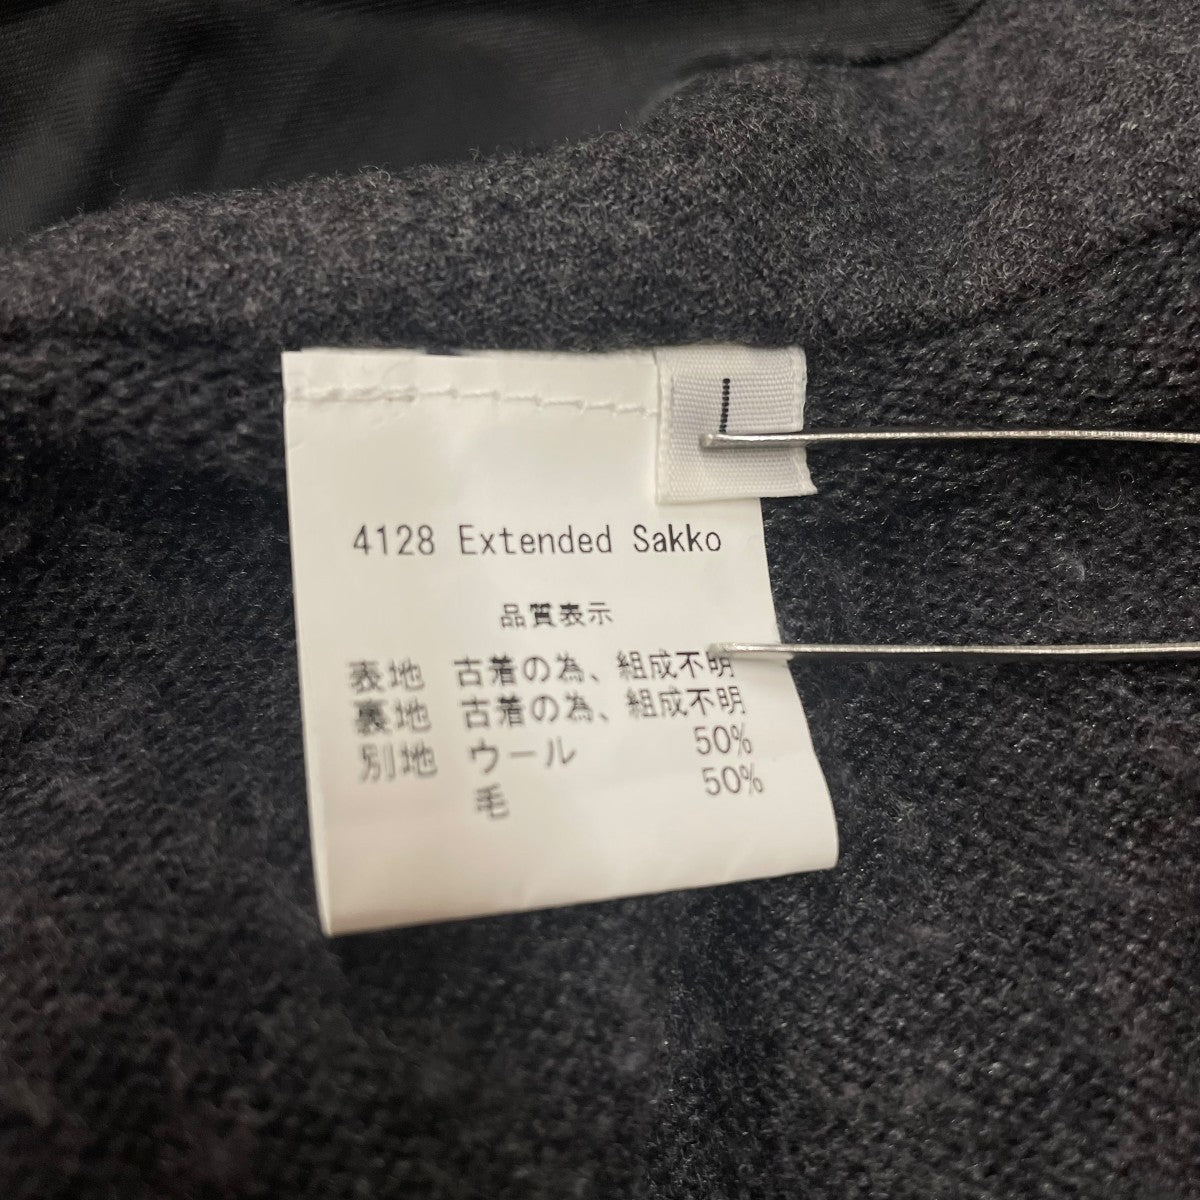 4128 Extended Sakko
品質表示
表地 古着の為、組成不明
裏地 古着の為、組成不明
別地 ウール 50%
毛 50%